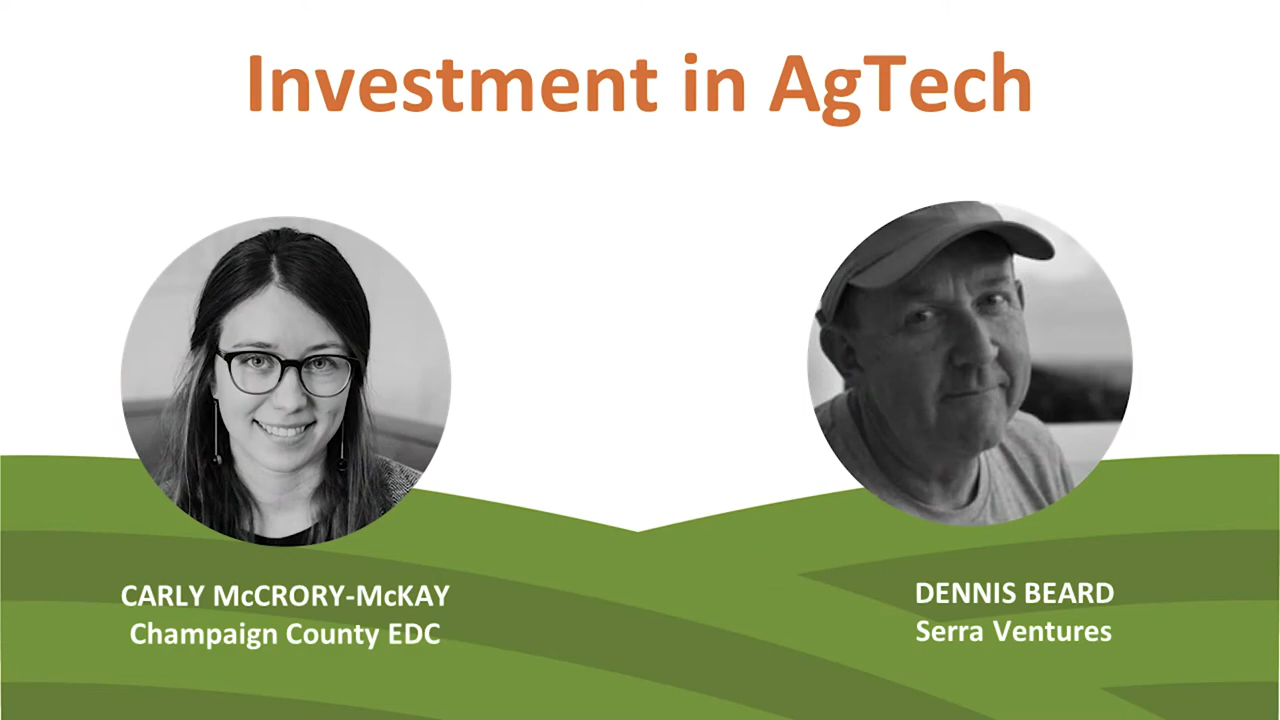 Investment in AgTech
CARLY McCRORY-McKAY
Champaign County EDC
DENNIS BEARD
Serra Ventures